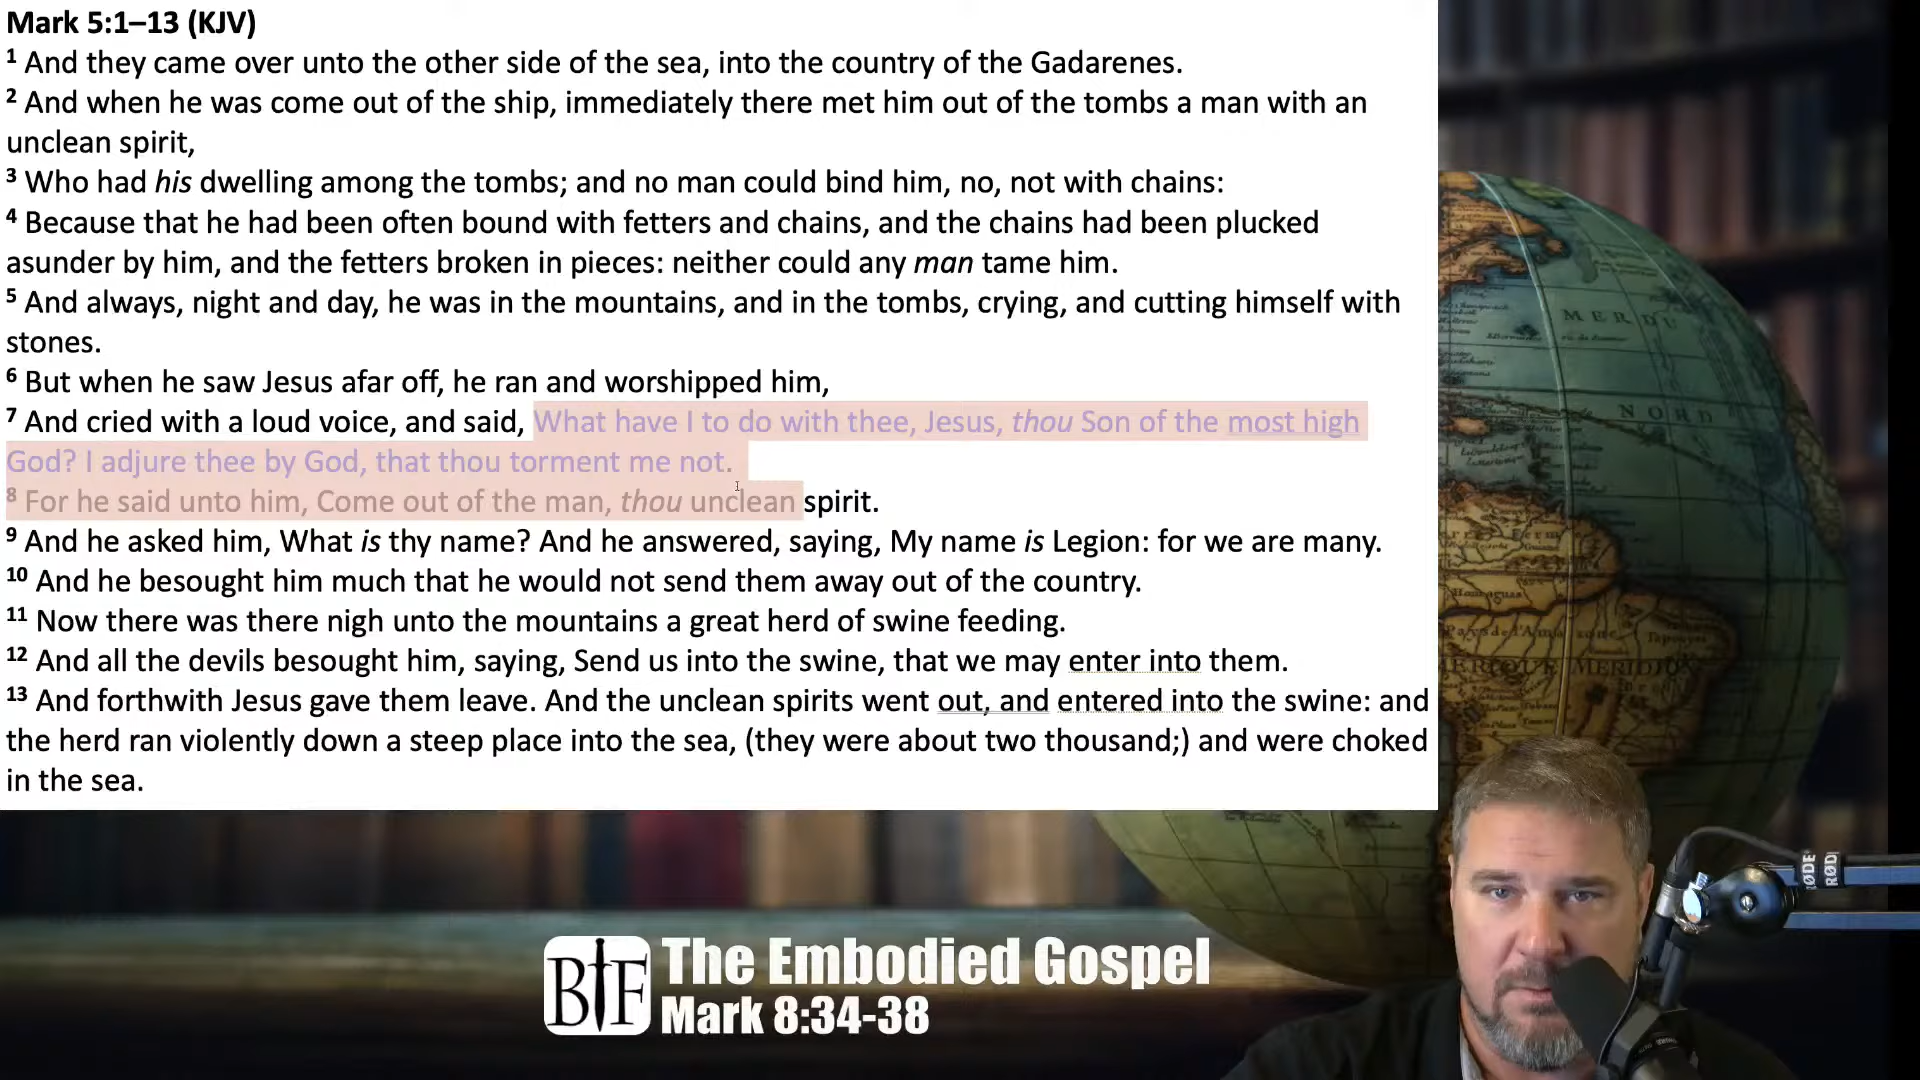 Mark 5:1–13 (KJV)
1 And they came over unto the other side of the sea, into the country of the Gadarenes.
2 And when he was come out of the ship, immediately there met him out of the tombs a man with an
unclean spirit,
3 Who had his dwelling among the tombs; and no man could bind him, no, not with chains:
4 Because that he had been often bound with fetters and chains, and the chains had been plucked
asunder by him, and the fetters broken in pieces: neither could any man tame him.
5 And always, night and day, he was in the mountains, and in the tombs, crying, and cutting himself with
stones.
6 But when he saw Jesus afar off, he ran and worshipped him,
7 And cried with a loud voice, and said, What have I to do with thee, Jesus, thou Son of the most high
God? I adjure thee by God, that thou torment me not.
8 For he said unto him, Come out of the man, thou unclean spirit.
9 And he asked him, What is thy name? And he answered, saying, My name is Legion: for we are many.
10 And he besought him much that he would not send them away out of the country.
11 Now there was there nigh unto the mountains a great herd of swine feeding.
12 And all the devils besought him, saying, Send us into the swine, that we may enter into them.
13 And forthwith Jesus gave them leave. And the unclean spirits went out, and entered into the swine: and
the herd ran violently down a steep place into the sea, (they were about two thousand;) and were choked
in the sea.
MERDU
NORD
RØDE RØD
BTF The Embodied Gospel
Mark 8:34-38